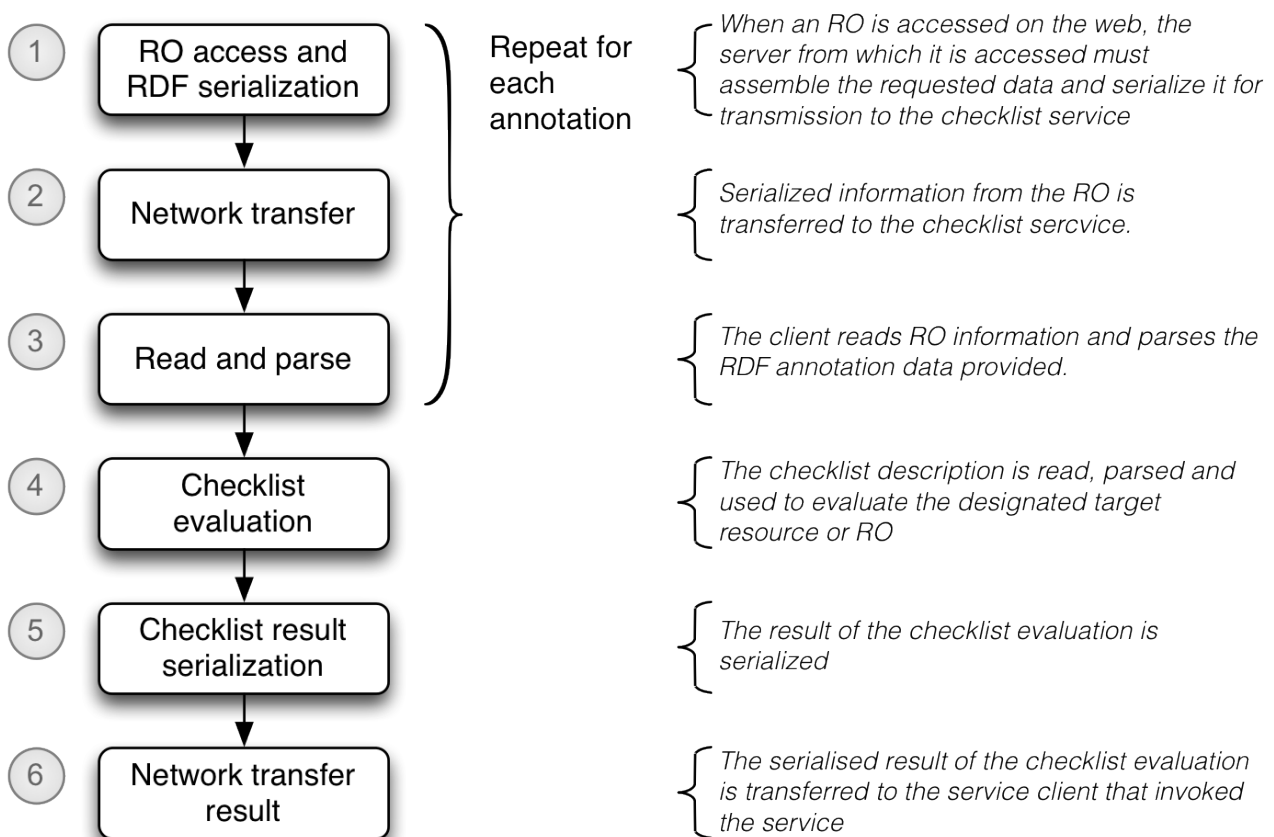 1
RO access and
RDF serialization
Repeat for
each
annotation
When an RO is accessed on the web, the
server from which it is accessed must
assemble the requested data and serialize it for
transmission to the checklist service
2
Network transfer
Serialized information from the RO is
transferred to the checklist sercvice.
3
Read and parse
The client reads RO information and parses the
RDF annotation data provided.
4
Checklist
evaluation
The checklist description is read, parsed and
used to evaluate the designated target
resource or RO
5
Checklist result
serialization
The result of the checklist evaluation is
serialized
6
Network transfer
result
The serialised result of the checklist evaluation
is transferred to the service client that invoked
the service